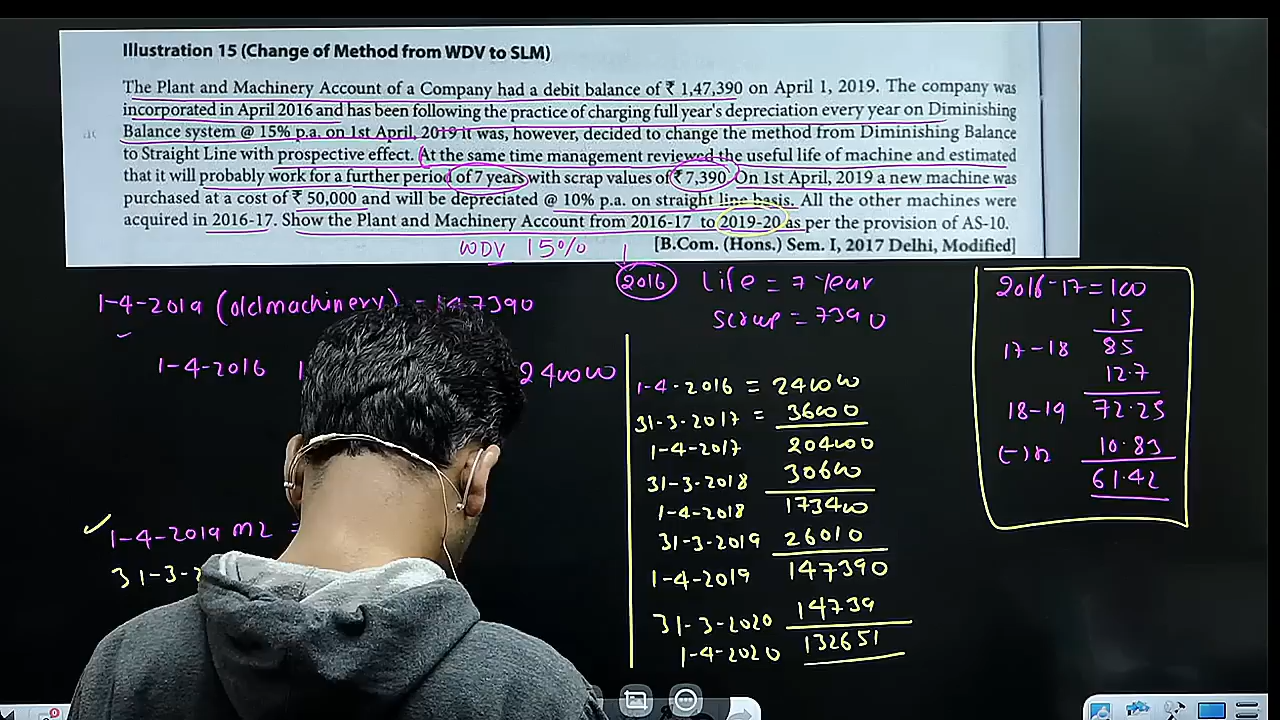 Illustration 15 (Change of Method from WDV to SLM)
The Plant and Machinery Account of a Company had a debit balance of ₹ 1,47,390 on April 1, 2019. The company was
incorporated in April 2016 and has been following the practice of charging full year's depreciation every year on Diminishing
Balance system @ 15% p.a. on 1st April, 2019 it was, however, decided to change the method from Diminishing Balance
to Straight Line with prospective effect. At the same time management reviewed the useful life of machine and estimated
that it will probably work for a further period of 7 years with scrap values of ₹ 7,390 On 1st April, 2019 a new machine was
purchased at a cost of ₹ 50,000 and will be depreciated @ 10% p.a. on straight line basis. All the other machines were
acquired in 2016-17. Show the Plant and Machinery Account from 2016-17 to 2019-20 as per the provision of AS-10.
[B.Com. (Hons.) Sem. I, 2017 Delhi, Modified]
WDV 15%
1-4-2019 (old machinery) = 147390
2016
Life = 7 Year
Scrap = 7390
1-4-2016
240000
1-4-2019 m2 =
31-3-2
1-4-2016 = 240000
31-3-2017 = 36000
1-4-2017 204000
31-3-2018 30600
1-4-2018 173400
31-3-2019 26010
1-4-2019 147390
31-3-2020 14739
1-4-2020 132651
2016-17 = 100
15
17-18 85
12.7
18-19 72.25
10.83
61.42